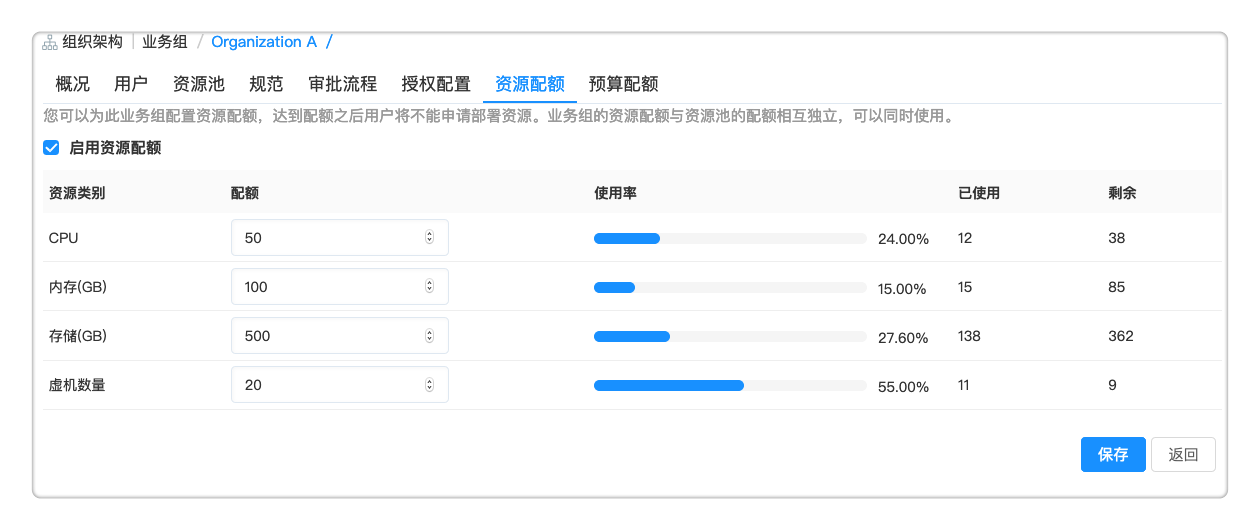 组织架构 | 业务组 / Organization A /
概况 用户 资源池 规范 审批流程 授权配置 资源配额 预算配额
您可以为此业务组配置资源配额，达到配额之后用户将不能申请部署资源。业务组的资源配额与资源池的配额相互独立，可以同时使用。
启用资源配额
资源类别 配额 使用率 已使用 剩余
CPU 50 24.00% 12 38
内存(GB) 100 15.00% 15 85
存储(GB) 500 27.60% 138 362
虚机数量 20 55.00% 11 9
保存 返回